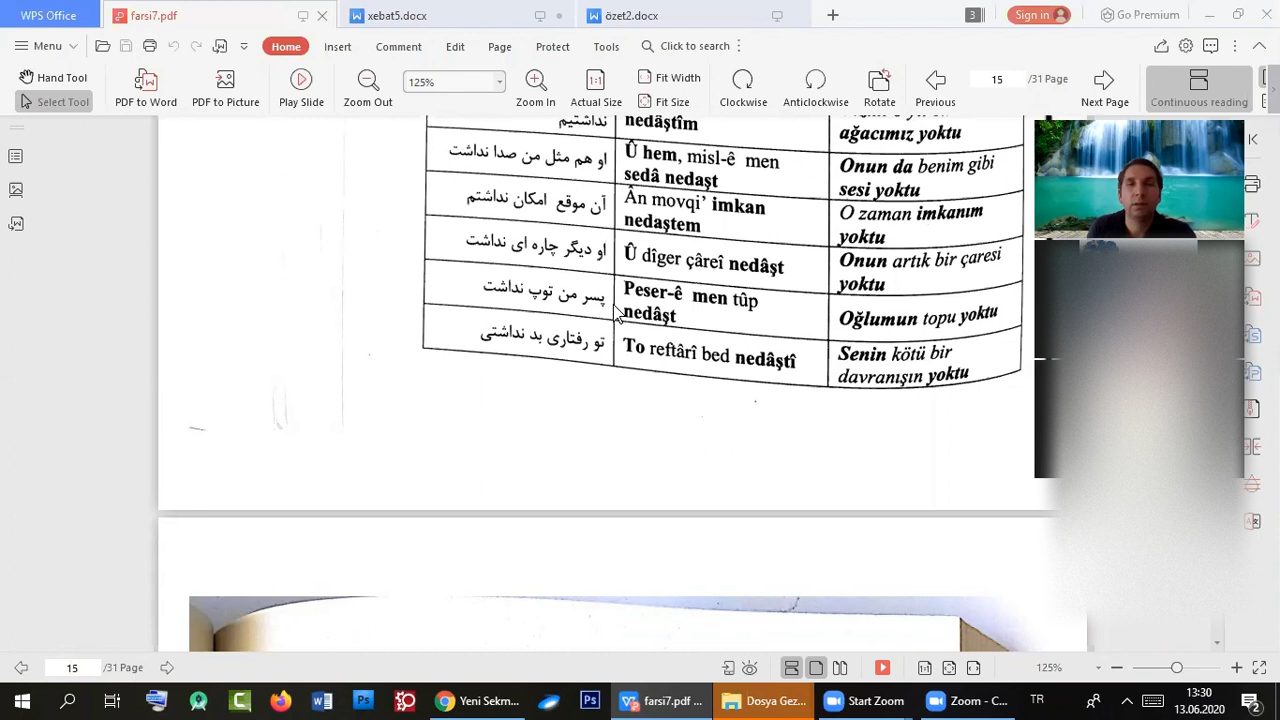 WPS Office
farsi7.pdf
xebat5.docx
özet2.docx
3
Sign in
Go Premium
Menu
Home
Insert
Comment
Edit
Page
Protect
Tools
Click to search
Hand Tool
Select Tool
PDF to Word
PDF to Picture
Play Slide
Zoom Out
125%
Zoom In
Actual Size
Fit Width
Fit Size
Clockwise
Anticlockwise
Rotate
Previous
15
/31 Page
Next Page
Continuous reading
نداشتیم
nedâştîm
ağacımız yoktu
او هم مثل من صدا نداشت
Û hem, misl-ê men
sedâ nedaşt
Onun da benim gibi
sesi yoktu
آن موقع امکان نداشتم
Ân movqi' imkan
nedaştem
O zaman imkanım
yoktu
او دیگر چاره ای نداشت
Û dîger çâreî nedâşt
Onun artık bir çaresi
yoktu
پسر من توپ نداشت
Peser-ê men tûp
nedâşt
Oğlumun topu yoktu
تو رفتاری بد نداشتی
To reftârî bed nedâştî
Senin kötü bir
davranışın yoktu
15
/31 Page
125%
Yeni Sekm...
farsi7.pdf ...
Dosya Gez...
Start Zoom
Zoom - C...
TR
13:30
13.06.2020
2